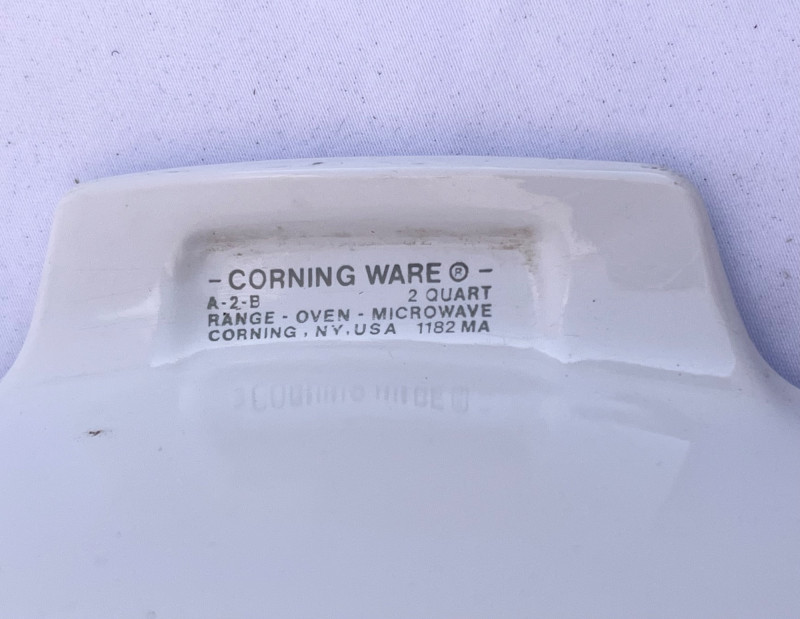 - CORNING WARE ® -
A-2-B 2 QUART
RANGE - OVEN - MICROWAVE
CORNING, NY, USA 1182 MA